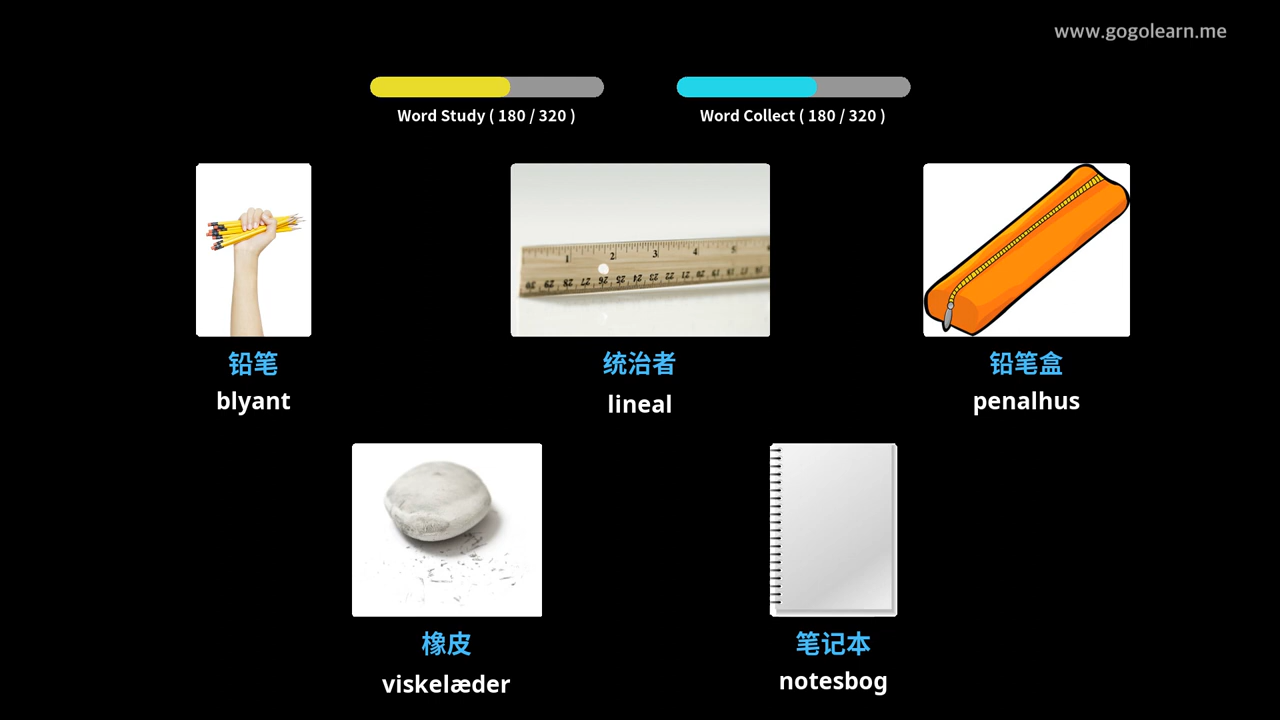 www.gogolearn.me
Word Study ( 180 / 320 )
Word Collect ( 180 / 320 )
铅笔
blyant
统治者
lineal
铅笔盒
penalhus
橡皮
viskelæder
笔记本
notesbog